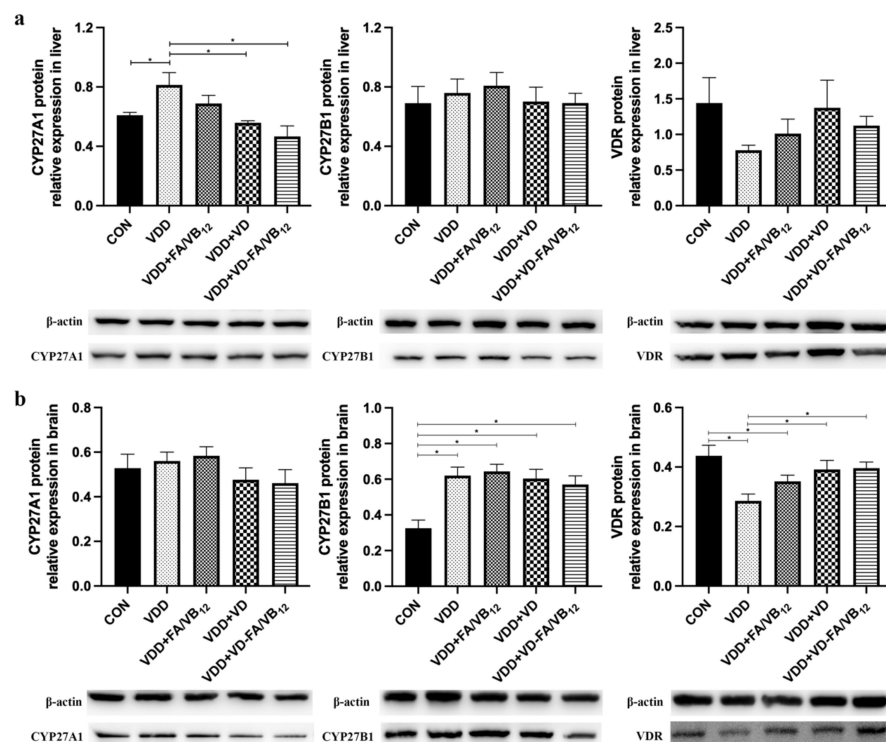 a
CYP27A1 protein
relative expression in liver
1.2
0.8
0.4
0.0
*
*
*
CON
VDD
VDD+FA/VB₁₂
VDD+VD
VDD+VD-FA/VB₁₂
β-actin
CYP27A1
CYP27B1 protein
relative expression in liver
1.2
0.8
0.4
0.0
CON
VDD
VDD+FA/VB₁₂
VDD+VD
VDD+VD-FA/VB₁₂
β-actin
CYP27B1
VDR protein
relative expression in liver
2.0
1.5
1.0
0.5
0.0
CON
VDD
VDD+FA/VB₁₂
VDD+VD
VDD+VD-FA/VB₁₂
β-actin
VDR
b
CYP27A1 protein
relative expression in brain
0.8
0.6
0.4
0.2
0.0
CON
VDD
VDD+FA/VB₁₂
VDD+VD
VDD+VD-FA/VB₁₂
β-actin
CYP27A1
CYP27B1 protein
relative expression in brain
1.0
0.8
0.6
0.4
0.2
0.0
*
*
*
*
CON
VDD
VDD+FA/VB₁₂
VDD+VD
VDD+VD-FA/VB₁₂
β-actin
CYP27B1
VDR protein
relative expression in brain
0.6
0.4
0.2
0.0
*
*
*
*
CON
VDD
VDD+FA/VB₁₂
VDD+VD
VDD+VD-FA/VB₁₂
β-actin
VDR